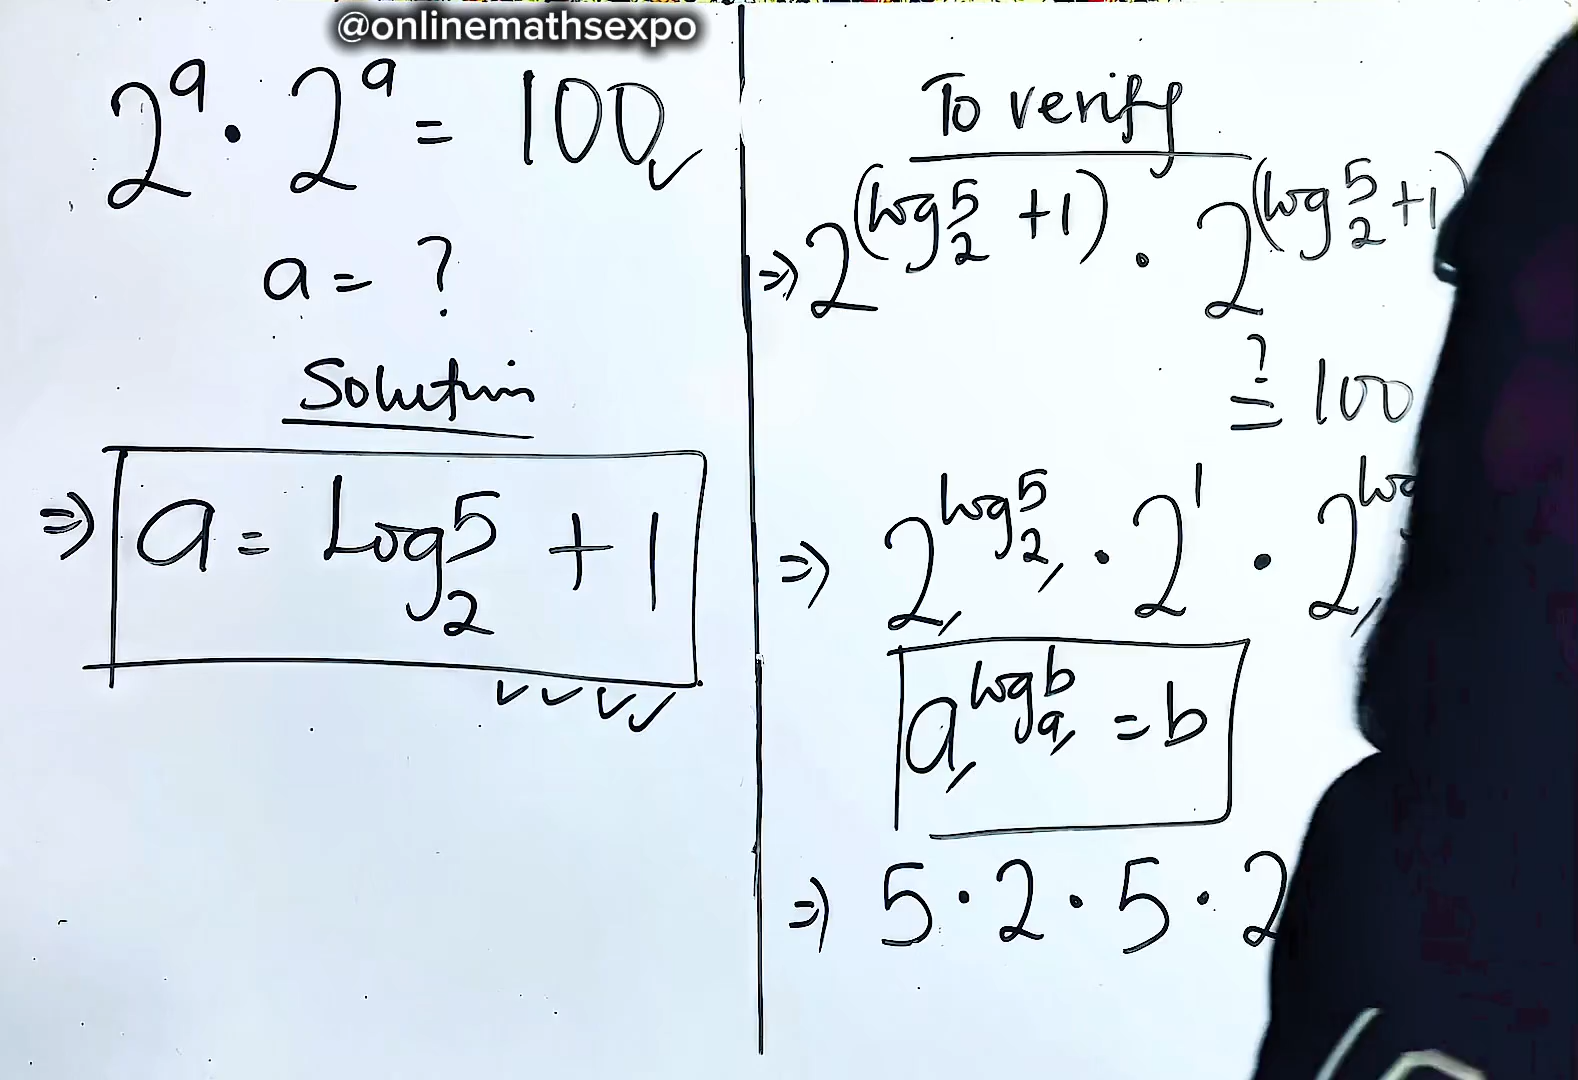 @onlinemathsexpo
2^a · 2^a = 100
a = ?
Solution
⇒ a = Log₂5 + 1
To verify
⇒ 2^(log₂5 + 1) · 2^(log₂5 + 1)
≟ 100
⇒ 2^log₂5 · 2^1 · 2^log
a^logₐb = b
⇒ 5 · 2 · 5 · 2